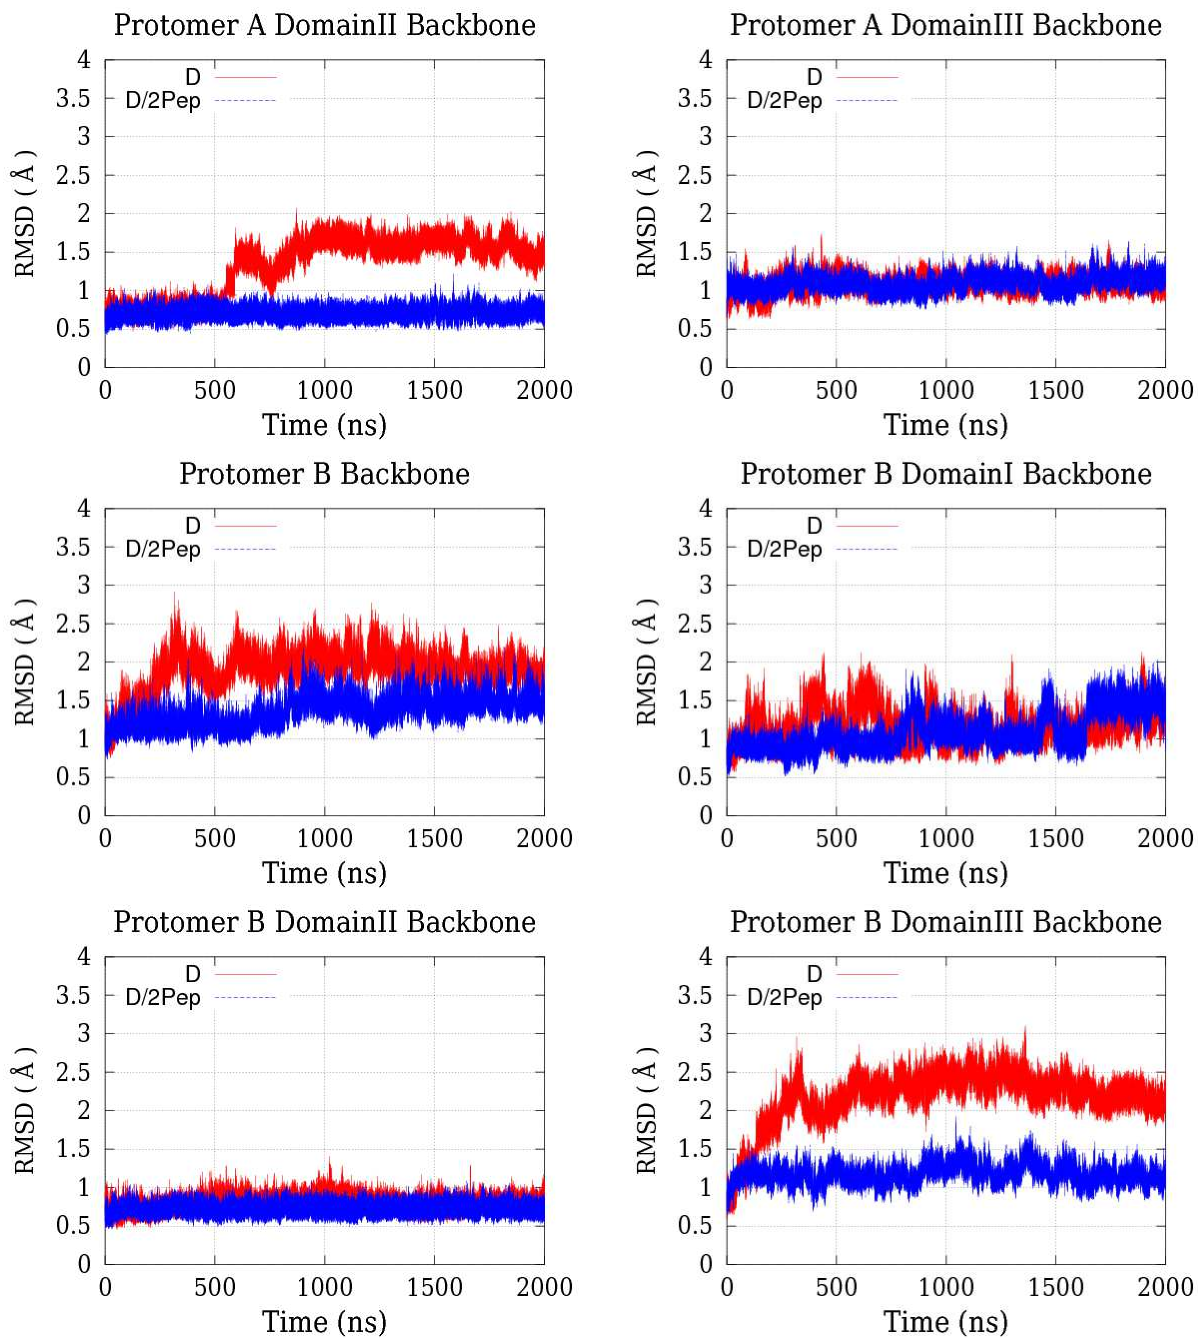 Protomer A DomainII Backbone
4
3.5
3
2.5
2
1.5
1
0.5
0
RMSD ( Å )
D
D/2Pep
0 500 1000 1500 2000
Time (ns)
Protomer A DomainIII Backbone
4
3.5
3
2.5
2
1.5
1
0.5
0
RMSD ( Å )
D
D/2Pep
0 500 1000 1500 2000
Time (ns)
Protomer B Backbone
4
3.5
3
2.5
2
1.5
1
0.5
0
RMSD ( Å )
D
D/2Pep
0 500 1000 1500 2000
Time (ns)
Protomer B DomainI Backbone
4
3.5
3
2.5
2
1.5
1
0.5
0
RMSD ( Å )
D
D/2Pep
0 500 1000 1500 2000
Time (ns)
Protomer B DomainII Backbone
4
3.5
3
2.5
2
1.5
1
0.5
0
RMSD ( Å )
D
D/2Pep
0 500 1000 1500 2000
Time (ns)
Protomer B DomainIII Backbone
4
3.5
3
2.5
2
1.5
1
0.5
0
RMSD ( Å )
D
D/2Pep
0 500 1000 1500 2000
Time (ns)